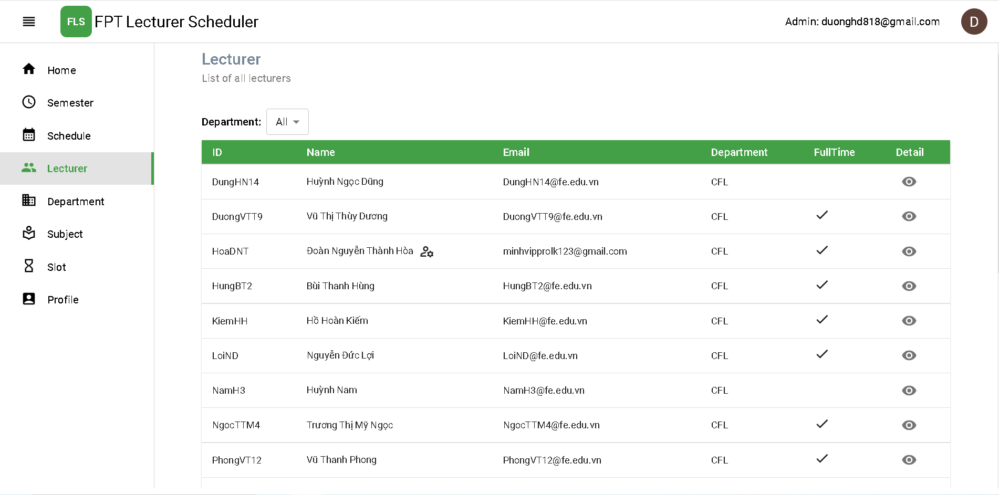 FLS FPT Lecturer Scheduler Admin: duonghd818@gmail.com D
Home
Semester
Schedule
Lecturer
Department
Subject
Slot
Profile
Lecturer
List of all lecturers
Department: All
ID Name Email Department FullTime Detail
DungHN14 Huỳnh Ngọc Dũng DungHN14@fe.edu.vn CFL
DuongVTT9 Vũ Thị Thùy Dương DuongVTT9@fe.edu.vn CFL
HoaDNT Đoàn Nguyễn Thành Hòa minhvipprolk123@gmail.com CFL
HungBT2 Bùi Thanh Hùng HungBT2@fe.edu.vn CFL
KiemHH Hồ Hoàn Kiếm KiemHH@fe.edu.vn CFL
LoiND Nguyễn Đức Lợi LoiND@fe.edu.vn CFL
NamH3 Huỳnh Nam NamH3@fe.edu.vn CFL
NgocTTM4 Trương Thị Mỹ Ngọc NgocTTM4@fe.edu.vn CFL
PhongVT12 Vũ Thanh Phong PhongVT12@fe.edu.vn CFL